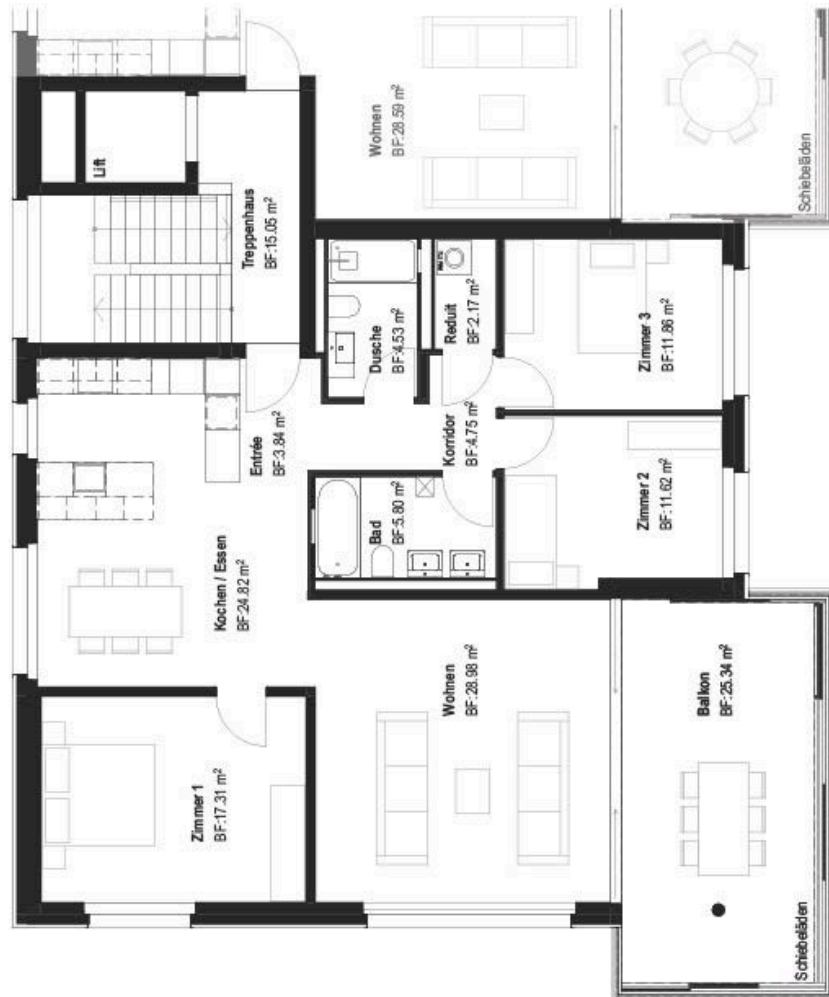 Lift
Treppenhaus
BF:15.05 m²
Wohnen
BF:28.59 m²
Schiebeläden
Dusche
BF:4.53 m²
Reduit
BF:2.17 m²
Zimmer 3
BF:11.86 m²
Entrée
BF:3.84 m²
Korridor
BF:4.75 m²
Bad
BF:5.80 m²
Zimmer 2
BF:11.62 m²
Kochen / Essen
BF:24.82 m²
Zimmer 1
BF:17.31 m²
Wohnen
BF:28.98 m²
Balkon
BF:25.34 m²
Schiebeläden